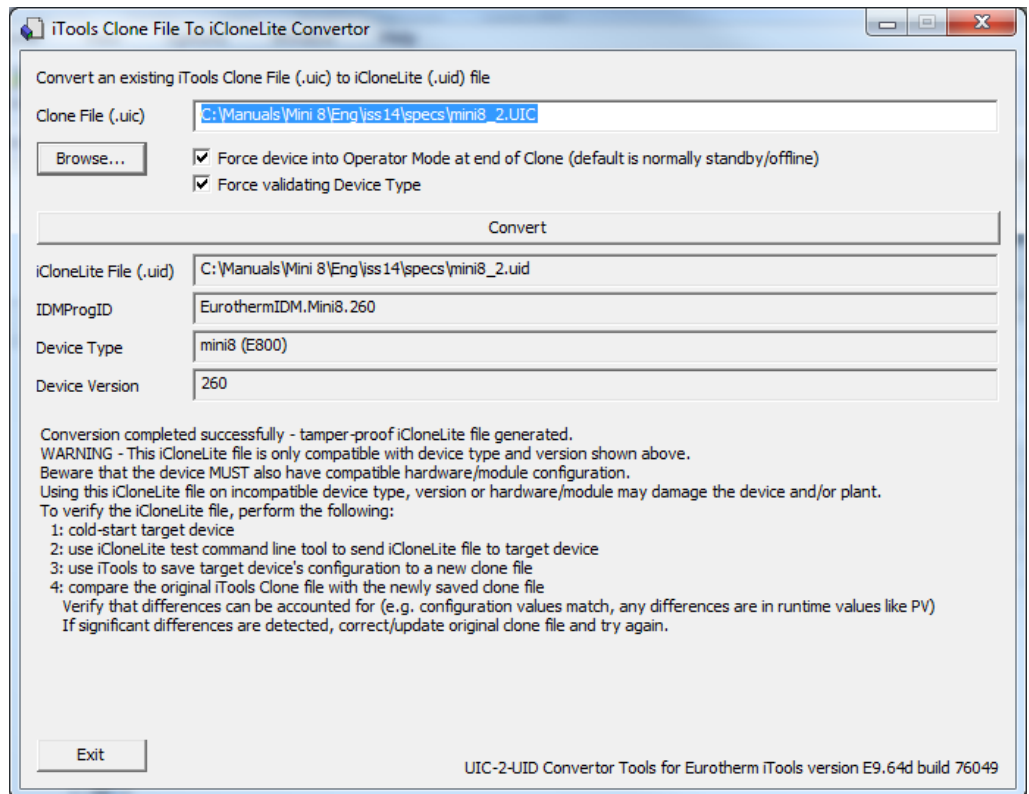 iTools Clone File To iCloneLite Convertor
Convert an existing iTools Clone File (.uic) to iCloneLite (.uid) file
Clone File (.uic) C:\Manuals\Mini 8\Eng\iss14\specs\mini8_2.UIC
Browse... Force device into Operator Mode at end of Clone (default is normally standby/offline)
Force validating Device Type
Convert
iCloneLite File (.uid) C:\Manuals\Mini 8\Eng\iss14\specs\mini8_2.uid
IDMProgID EurothermIDM.Mini8.260
Device Type mini8 (E800)
Device Version 260
Conversion completed successfully - tamper-proof iCloneLite file generated.
WARNING - This iCloneLite file is only compatible with device type and version shown above.
Beware that the device MUST also have compatible hardware/module configuration.
Using this iCloneLite file on incompatible device type, version or hardware/module may damage the device and/or plant.
To verify the iCloneLite file, perform the following:
1: cold-start target device
2: use iCloneLite test command line tool to send iCloneLite file to target device
3: use iTools to save target device's configuration to a new clone file
4: compare the original iTools Clone file with the newly saved clone file
Verify that differences can be accounted for (e.g. configuration values match, any differences are in runtime values like PV)
If significant differences are detected, correct/update original clone file and try again.
Exit
UIC-2-UID Convertor Tools for Eurotherm iTools version E9.64d build 76049